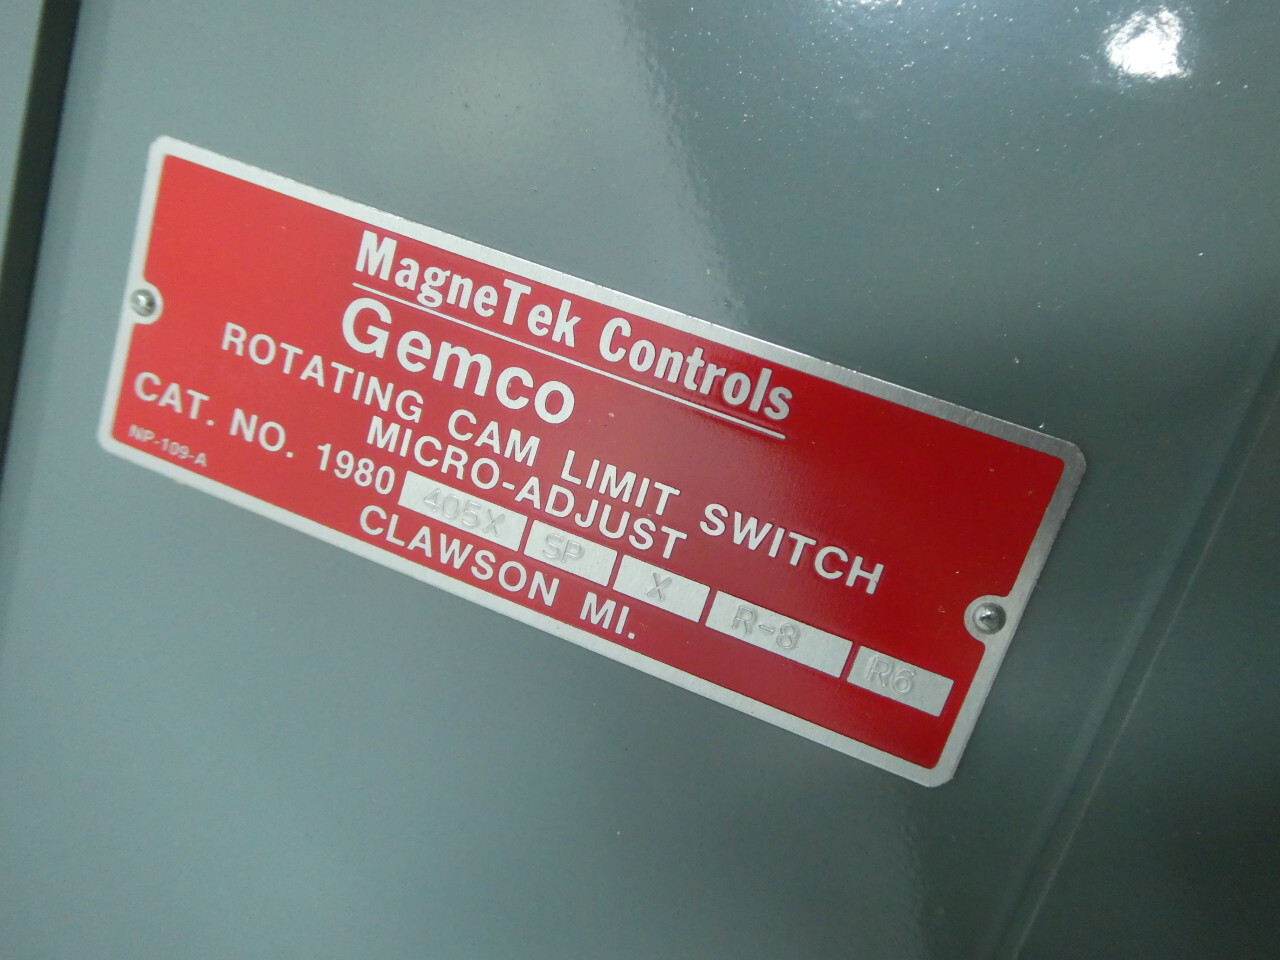 MagneTek Controls
Gemco
ROTATING CAM LIMIT SWITCH
MICRO-ADJUST
CAT. NO. 1980 405X SP X R-8 R6
NP-109-A
CLAWSON MI.